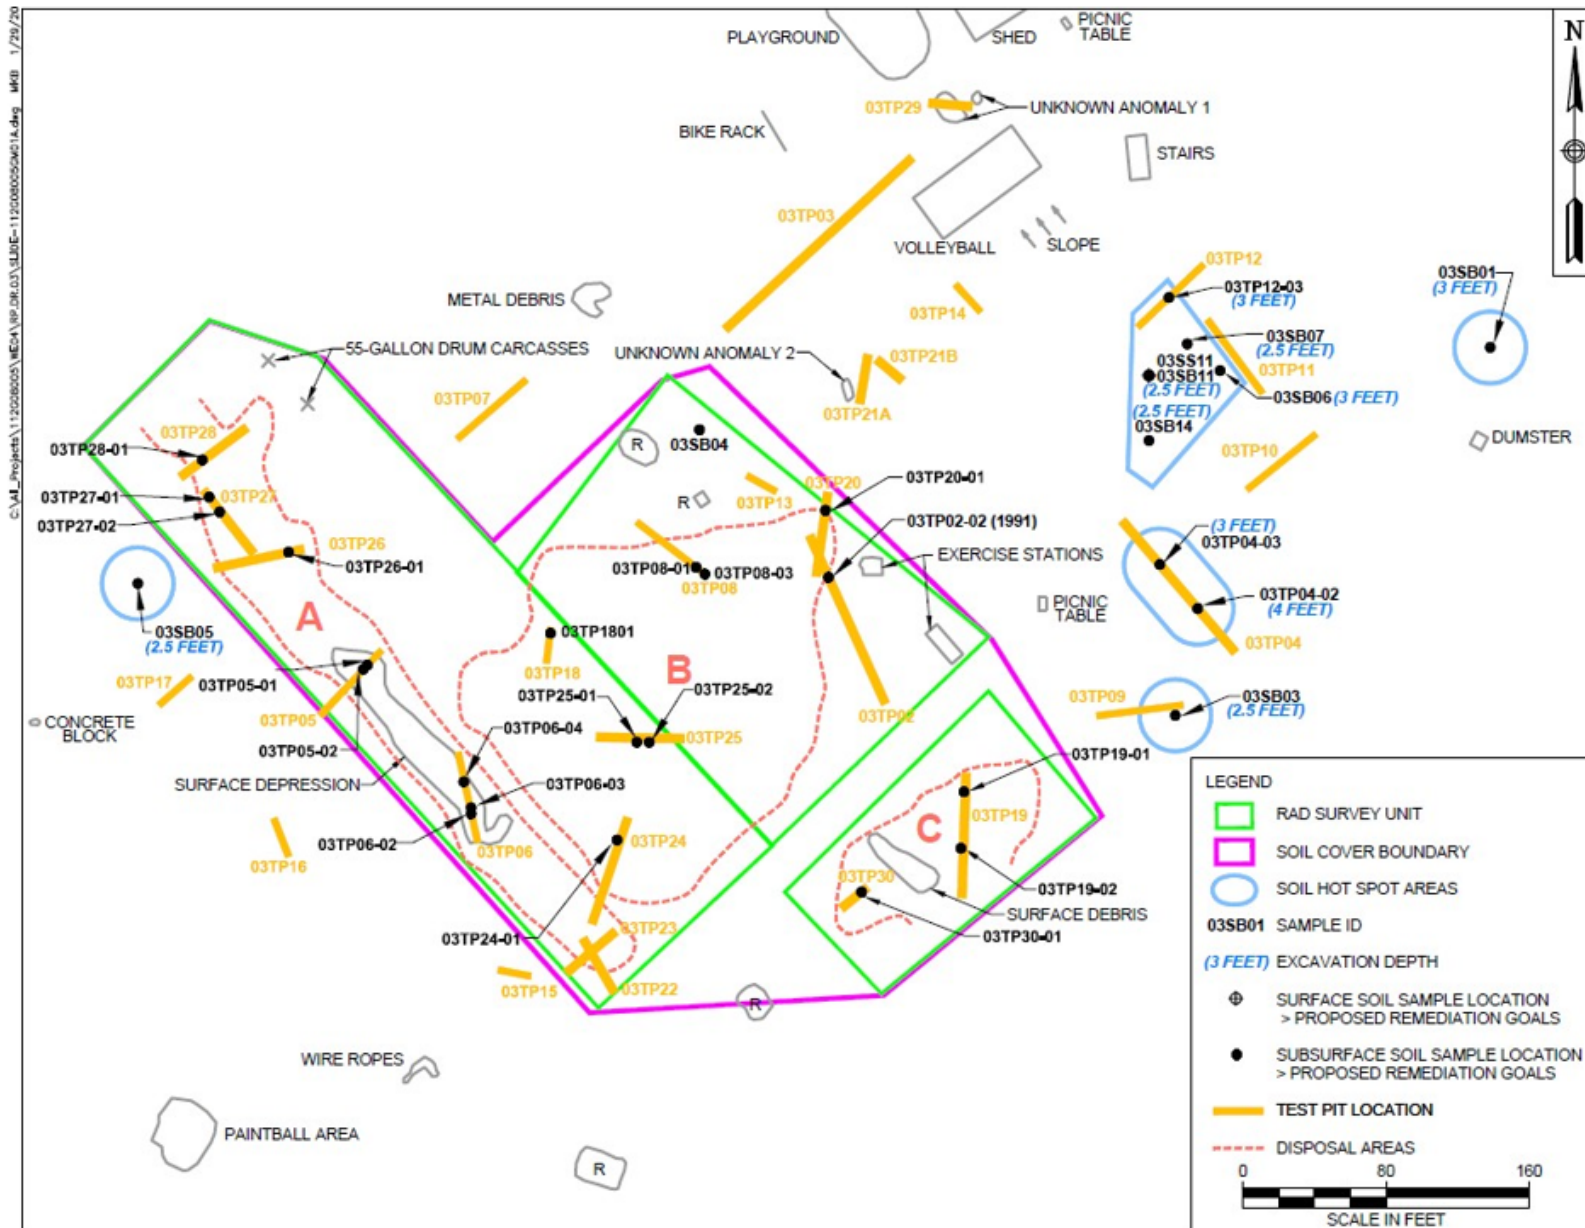 PLAYGROUND
SHED
PICNIC
TABLE
N
03TP29
UNKNOWN ANOMALY 1
BIKE RACK
STAIRS
03TP03
VOLLEYBALL
SLOPE
03TP12
03TP12-03
(3 FEET)
03SB01
(3 FEET)
METAL DEBRIS
03TP14
03SB07
(2.5 FEET)
55-GALLON DRUM CARCASSES
UNKNOWN ANOMALY 2
03TP21B
03SS11
03SB11
(2.5 FEET)
03TP11
03TP07
03TP21A
03SB06 (3 FEET)
(2.5 FEET)
03SB14
03TP28
03TP28-01
R
03SB04
03TP10
DUMSTER
03TP27-01
03TP27
03TP27-02
R
03TP13
03TP20
03TP20-01
03TP02-02 (1991)
(3 FEET)
03TP04-03
03TP26
03TP26-01
EXERCISE STATIONS
03TP08-01
03TP08-03
03TP08
PICNIC
TABLE
03TP04-02
(4 FEET)
03TP04
A
03SB05
(2.5 FEET)
03TP1801
03TP18
B
03TP17
03TP05-01
03TP05
03TP25-01
03TP25-02
03TP02
03TP09
03SB03
(2.5 FEET)
CONCRETE
BLOCK
03TP05-02
03TP06-04
03TP25
03TP19-01
SURFACE DEPRESSION
03TP06-03
03TP19
C
03TP06-02
03TP06
03TP24
03TP16
03TP30
03TP19-02
SURFACE DEBRIS
03TP24-01
03TP23
03TP30-01
03TP15
03TP22
R
WIRE ROPES
PAINTBALL AREA
R
LEGEND
RAD SURVEY UNIT
SOIL COVER BOUNDARY
SOIL HOT SPOT AREAS
03SB01 SAMPLE ID
(3 FEET) EXCAVATION DEPTH
SURFACE SOIL SAMPLE LOCATION
> PROPOSED REMEDIATION GOALS
SUBSURFACE SOIL SAMPLE LOCATION
> PROPOSED REMEDIATION GOALS
TEST PIT LOCATION
DISPOSAL AREAS
0 80 160
SCALE IN FEET